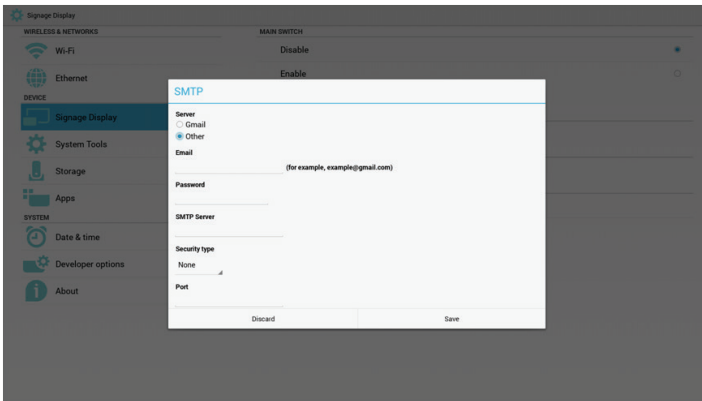 Signage Display
WIRELESS & NETWORKS
Wi-Fi
Ethernet
DEVICE
Signage Display
System Tools
Storage
Apps
SYSTEM
Date & time
Developer options
About
MAIN SWITCH
Disable
Enable
SMTP
Server
Gmail
Other
Email
(for example, example@gmail.com)
Password
SMTP Server
Security type
None
Port
Discard
Save